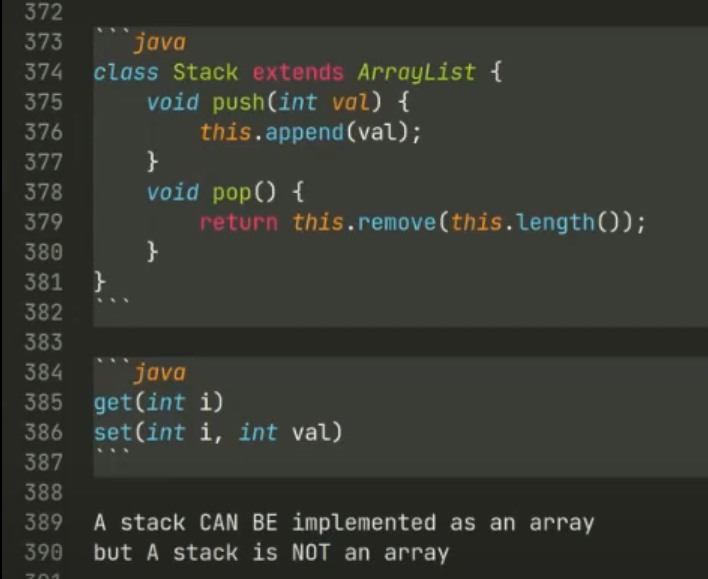 372
373 ```java
374 class Stack extends ArrayList {
375     void push(int val) {
376         this.append(val);
377     }
378     void pop() {
379         return this.remove(this.length());
380     }
381 }
382 ```
383
384 ```java
385 get(int i)
386 set(int i, int val)
387 ```
388
389 A stack CAN BE implemented as an array
390 but A stack is NOT an array